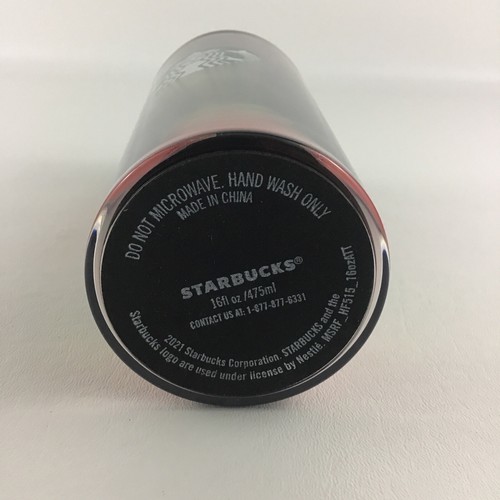 DO NOT MICROWAVE. HAND WASH ONLY
MADE IN CHINA
STARBUCKS®
16fl oz /475ml
CONTACT US AT: 1-877-877-6331
2021 Starbucks Corporation. STARBUCKS and the
Starbucks logo are used under license by Nestlé. MSRF_HF515_16ozATT